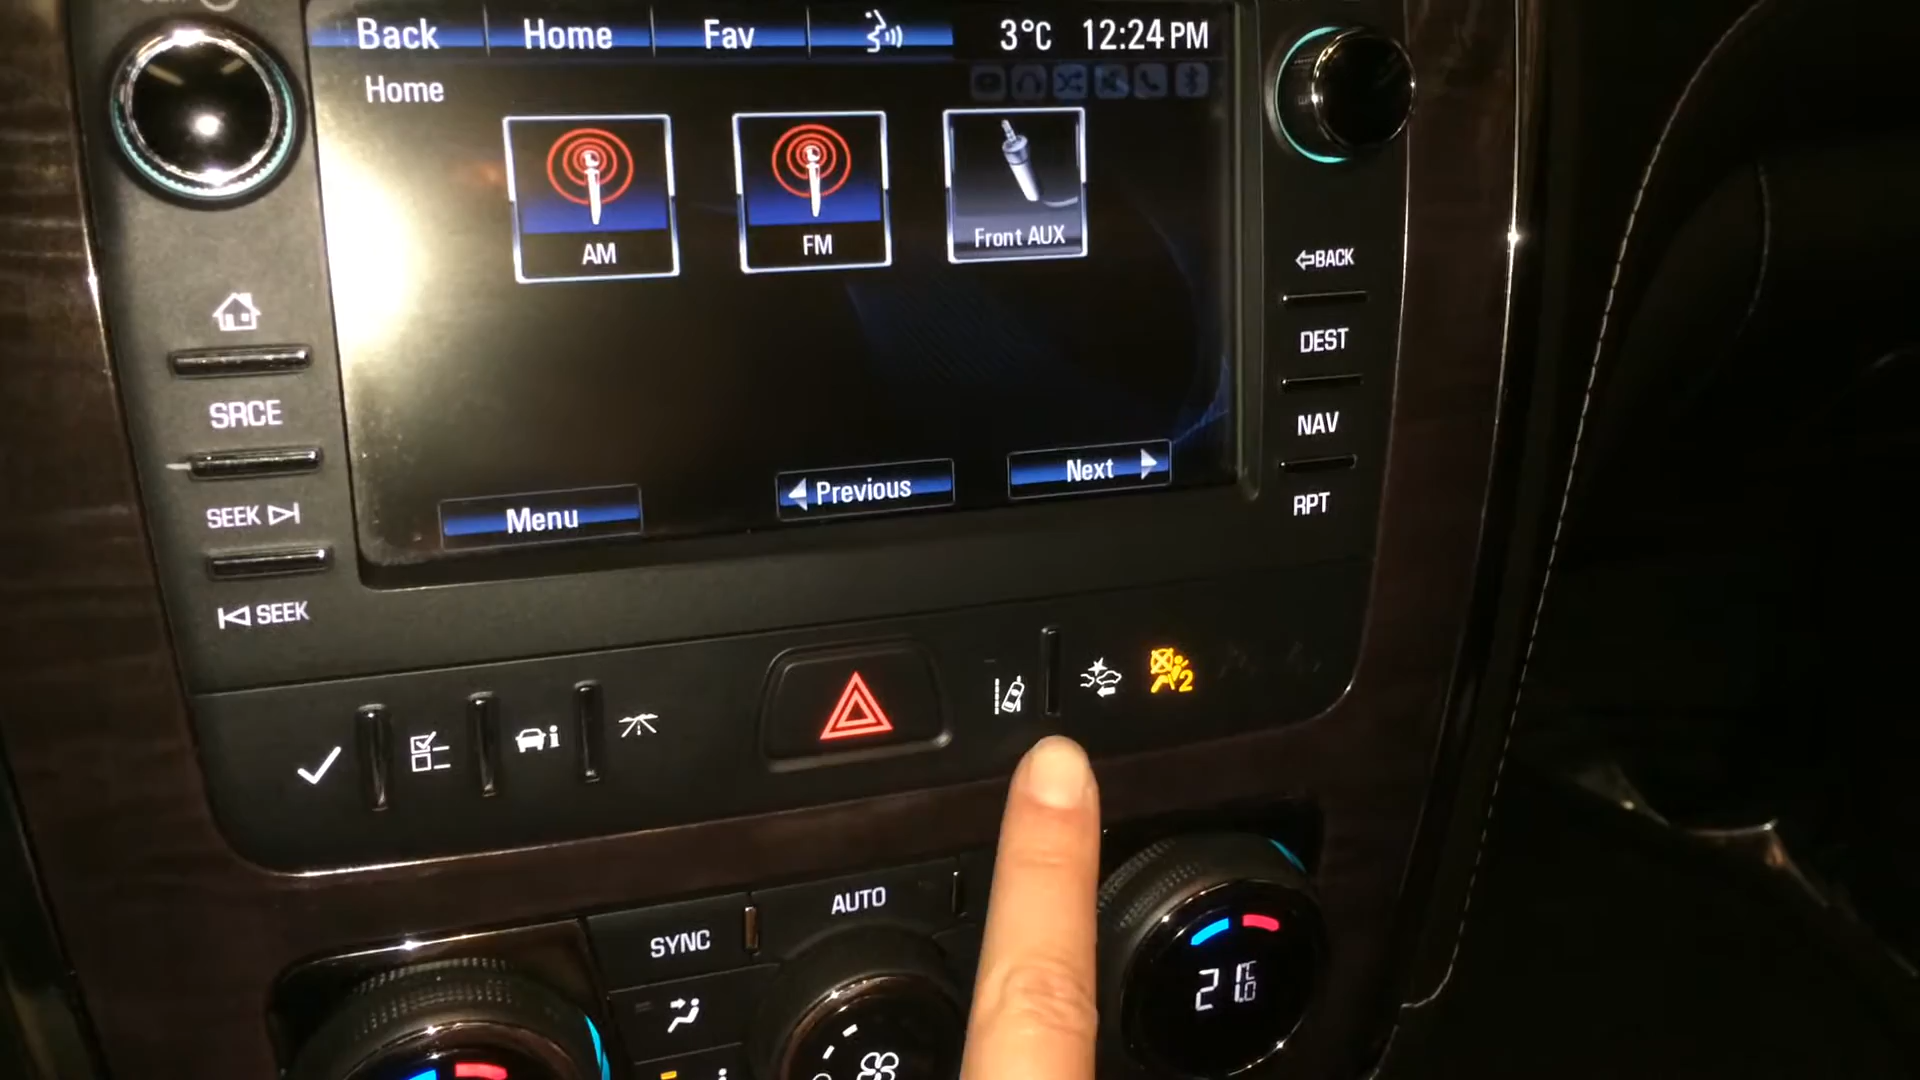 Back Home Fav 3°C 12:24 PM
Home
AM FM Front AUX
Menu Previous Next
SRCE
SEEK
SEEK
BACK
DEST
NAV
RPT
i
2
SYNC AUTO